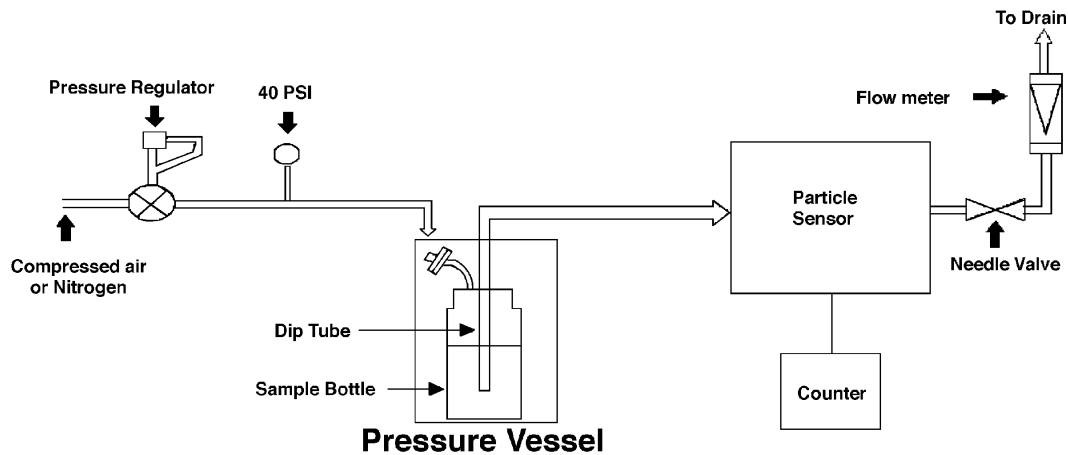 To Drain
Pressure Regulator
40 PSI
Flow meter
Particle
Sensor
Compressed air
or Nitrogen
Needle Valve
Dip Tube
Sample Bottle
Counter
Pressure Vessel